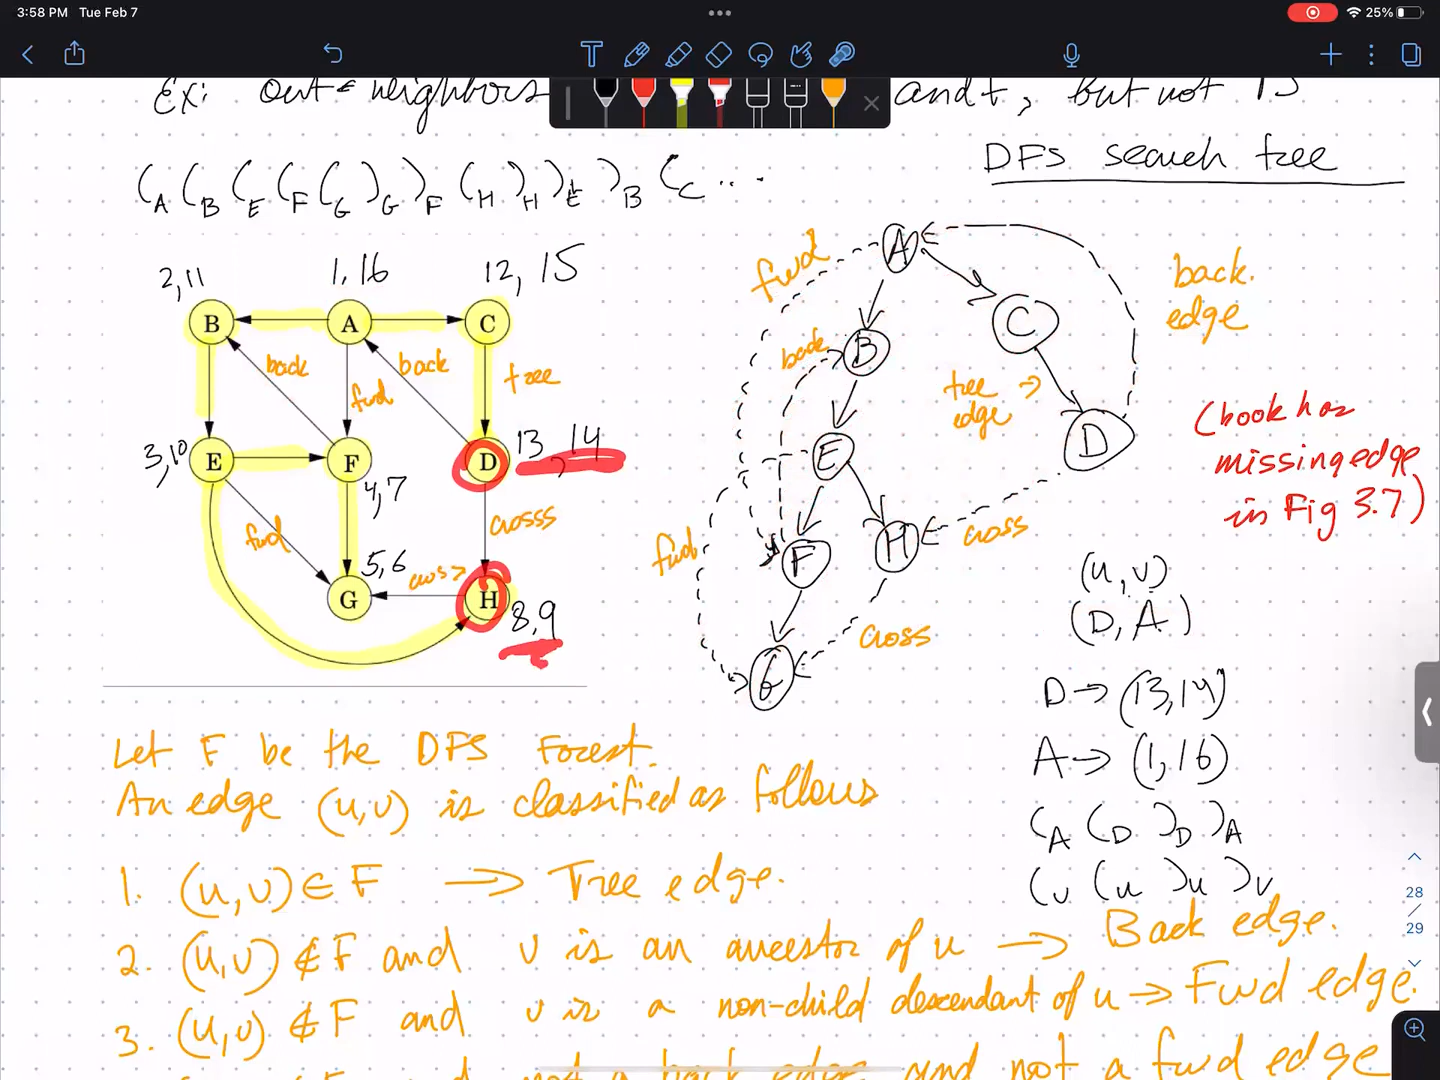 3:58 PM Tue Feb 7
25%
Ex: out-neighbors
and t, but not
(A (B (E (F (G )G )F (H )H )E )B (C ...
DFS search tree
2,11
1,16
12, 15
B
A
C
back
back
tree
fwd
3,10
E
F
D
13, 14
4,7
fwd
crosss
5,6
cross
G
H
8,9
fwd
A
back
edge
C
back
B
tree
edge
D
E
fwd
F
H
cross
cross
G
(book has
missing edge
in Fig 3.7)
(u, v)
(D, A)
D → (13,14)
A → (1,16)
(A (D )D )A
(v (u )u )v
Let F be the DFS Forest.
An edge (u,v) is classified as follows
1. (u,v) ∈ F → Tree edge.
2. (u,v) ∉ F and v is an ancestor of u → Back edge.
3. (u,v) ∉ F and v is a non-child descendant of u → Fwd edge.
not a back edge and not a fwd edge
28
/
29